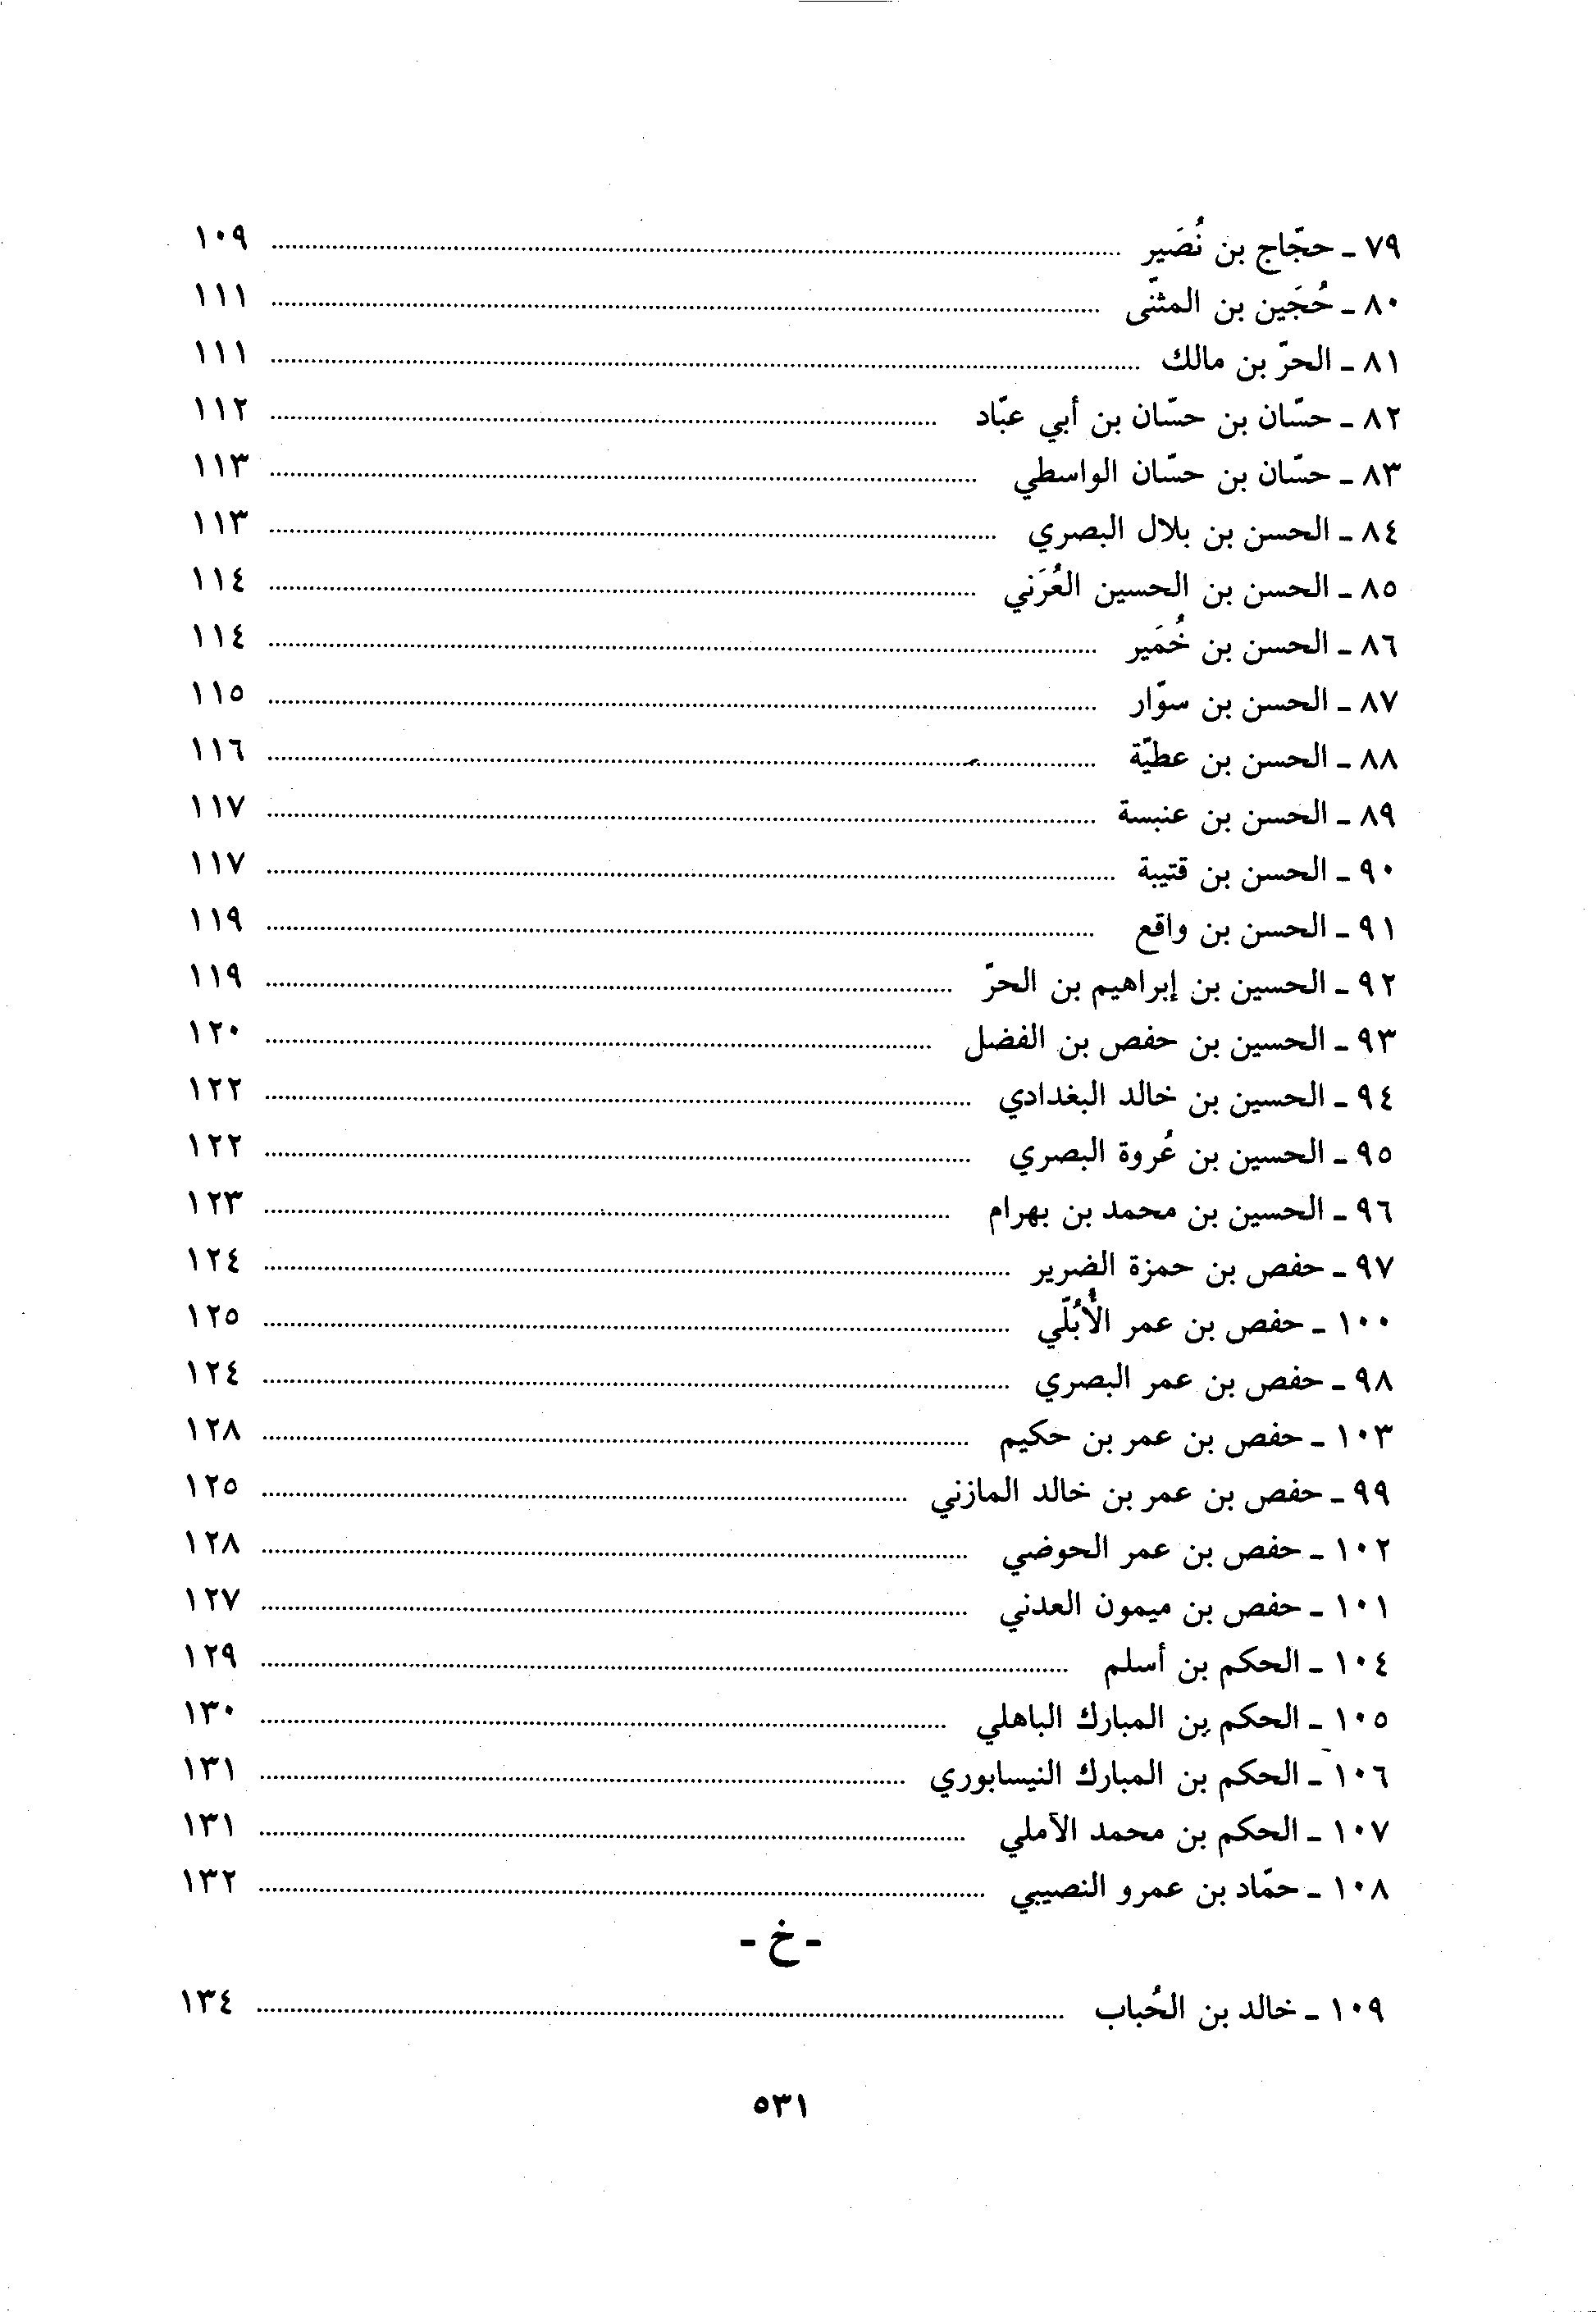 ٧٩ ـ حجّاج بن نُصَير ........ ١٠٩
٨٠ ـ حُجَين بن المثنّى ........ ١١١
٨١ ـ الحرّ بن مالك ........ ١١١
٨٢ ـ حسّان بن حسّان بن أبي عبّاد ........ ١١٢
٨٣ ـ حسّان بن حسّان الواسطي ........ ١١٣
٨٤ ـ الحسن بن بلال البصري ........ ١١٣
٨٥ ـ الحسن بن الحسين العُرَني ........ ١١٤
٨٦ ـ الحسن بن خُمَير ........ ١١٤
٨٧ ـ الحسن بن سوّار ........ ١١٥
٨٨ ـ الحسن بن عطيّة ........ ١١٦
٨٩ ـ الحسن بن عنبسة ........ ١١٧
٩٠ ـ الحسن بن قتيبة ........ ١١٧
٩١ ـ الحسن بن واقع ........ ١١٩
٩٢ ـ الحسين بن إبراهيم بن الحرّ ........ ١١٩
٩٣ ـ الحسين بن حفص بن الفضل ........ ١٢٠
٩٤ ـ الحسين بن خالد البغدادي ........ ١٢٢
٩٥ ـ الحسين بن عُروة البصري ........ ١٢٢
٩٦ ـ الحسين بن محمد بن بهرام ........ ١٢٣
٩٧ ـ حفص بن حمزة الضرير ........ ١٢٤
١٠٠ ـ حفص بن عمر الأُبُلّي ........ ١٢٥
٩٨ ـ حفص بن عمر البصري ........ ١٢٤
١٠٣ ـ حفص بن عمر بن حكيم ........ ١٢٨
٩٩ ـ حفص بن عمر بن خالد المازني ........ ١٢٥
١٠٢ ـ حفص بن عمر الحوضي ........ ١٢٨
١٠١ ـ حفص بن ميمون العدني ........ ١٢٧
١٠٤ ـ الحكم بن أسلم ........ ١٢٩
١٠٥ ـ الحكم بن المبارك الباهلي ........ ١٣٠
١٠٦ ـ الحكم بن المبارك النيسابوري ........ ١٣١
١٠٧ ـ الحكم بن محمد الآملي ........ ١٣١
١٠٨ ـ حمّاد بن عمرو النصيبي ........ ١٣٢
- خ -
١٠٩ ـ خالد بن الحُباب ........ ١٣٤
٥٣١